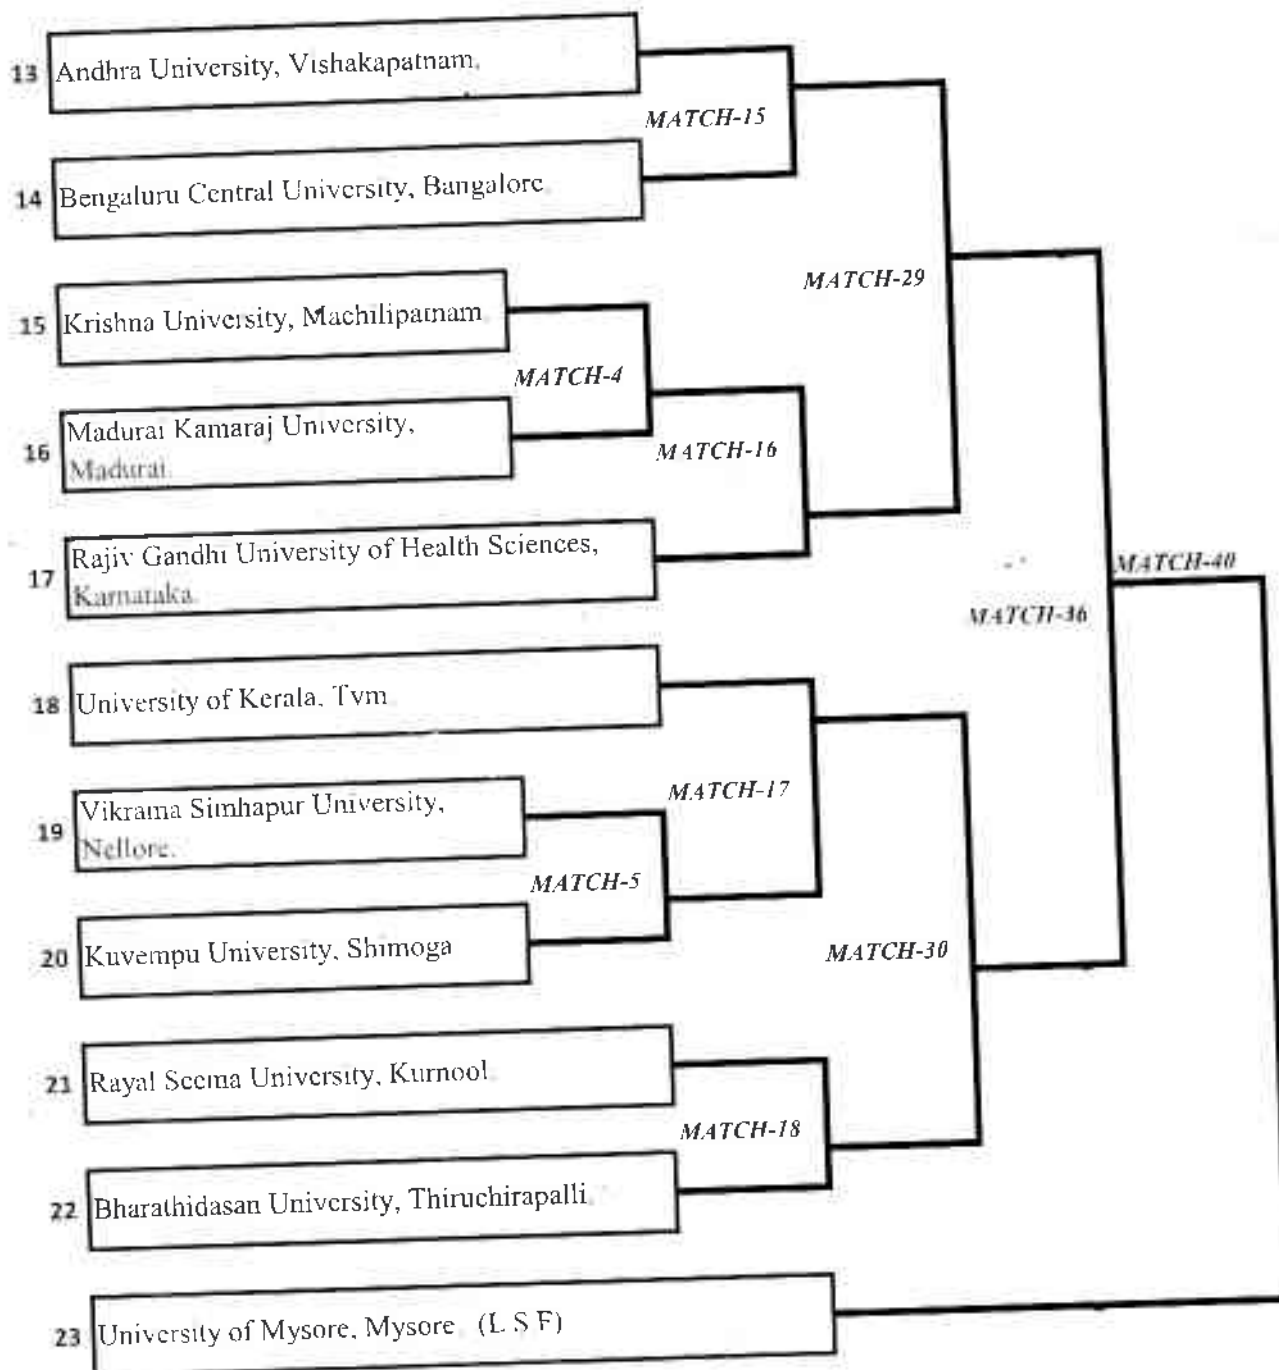 13 Andhra University, Vishakapatnam.
MATCH-15
14 Bengaluru Central University, Bangalore.
MATCH-29
15 Krishna University, Machilipatnam
MATCH-4
16 Madurai Kamaraj University,
Madurai.
MATCH-16
17 Rajiv Gandhi University of Health Sciences,
Karnataka.
MATCH-40
MATCH-36
18 University of Kerala, Tvm
MATCH-17
19 Vikrama Simhapur University,
Nellore.
MATCH-5
20 Kuvempu University, Shimoga
MATCH-30
21 Rayal Seema University, Kurnool
MATCH-18
22 Bharathidasan University, Thiruchirapalli.
23 University of Mysore, Mysore (L S F)